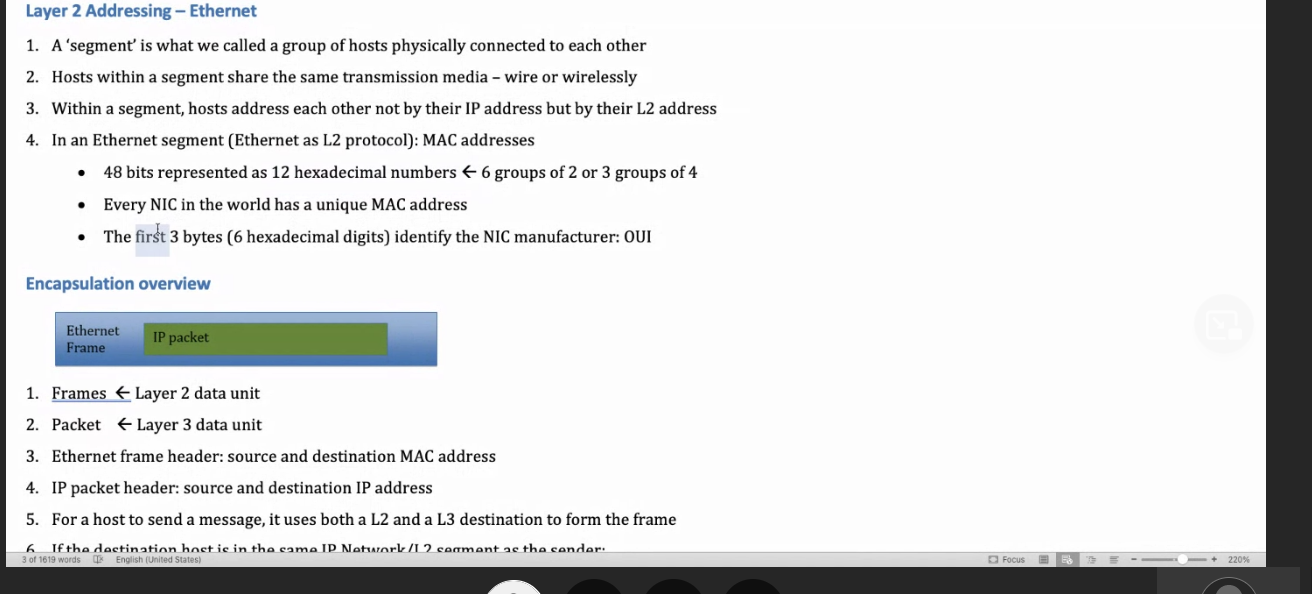 Layer 2 Addressing – Ethernet
1. A ‘segment’ is what we called a group of hosts physically connected to each other
2. Hosts within a segment share the same transmission media – wire or wirelessly
3. Within a segment, hosts address each other not by their IP address but by their L2 address
4. In an Ethernet segment (Ethernet as L2 protocol): MAC addresses
• 48 bits represented as 12 hexadecimal numbers ← 6 groups of 2 or 3 groups of 4
• Every NIC in the world has a unique MAC address
• The first 3 bytes (6 hexadecimal digits) identify the NIC manufacturer: OUI
Encapsulation overview
Ethernet
Frame
IP packet
1. Frames ← Layer 2 data unit
2. Packet ← Layer 3 data unit
3. Ethernet frame header: source and destination MAC address
4. IP packet header: source and destination IP address
5. For a host to send a message, it uses both a L2 and a L3 destination to form the frame
6. If the destination host is in the same IP Network/L2 segment as the sender:
3 of 1619 words English (United States) Focus 220%